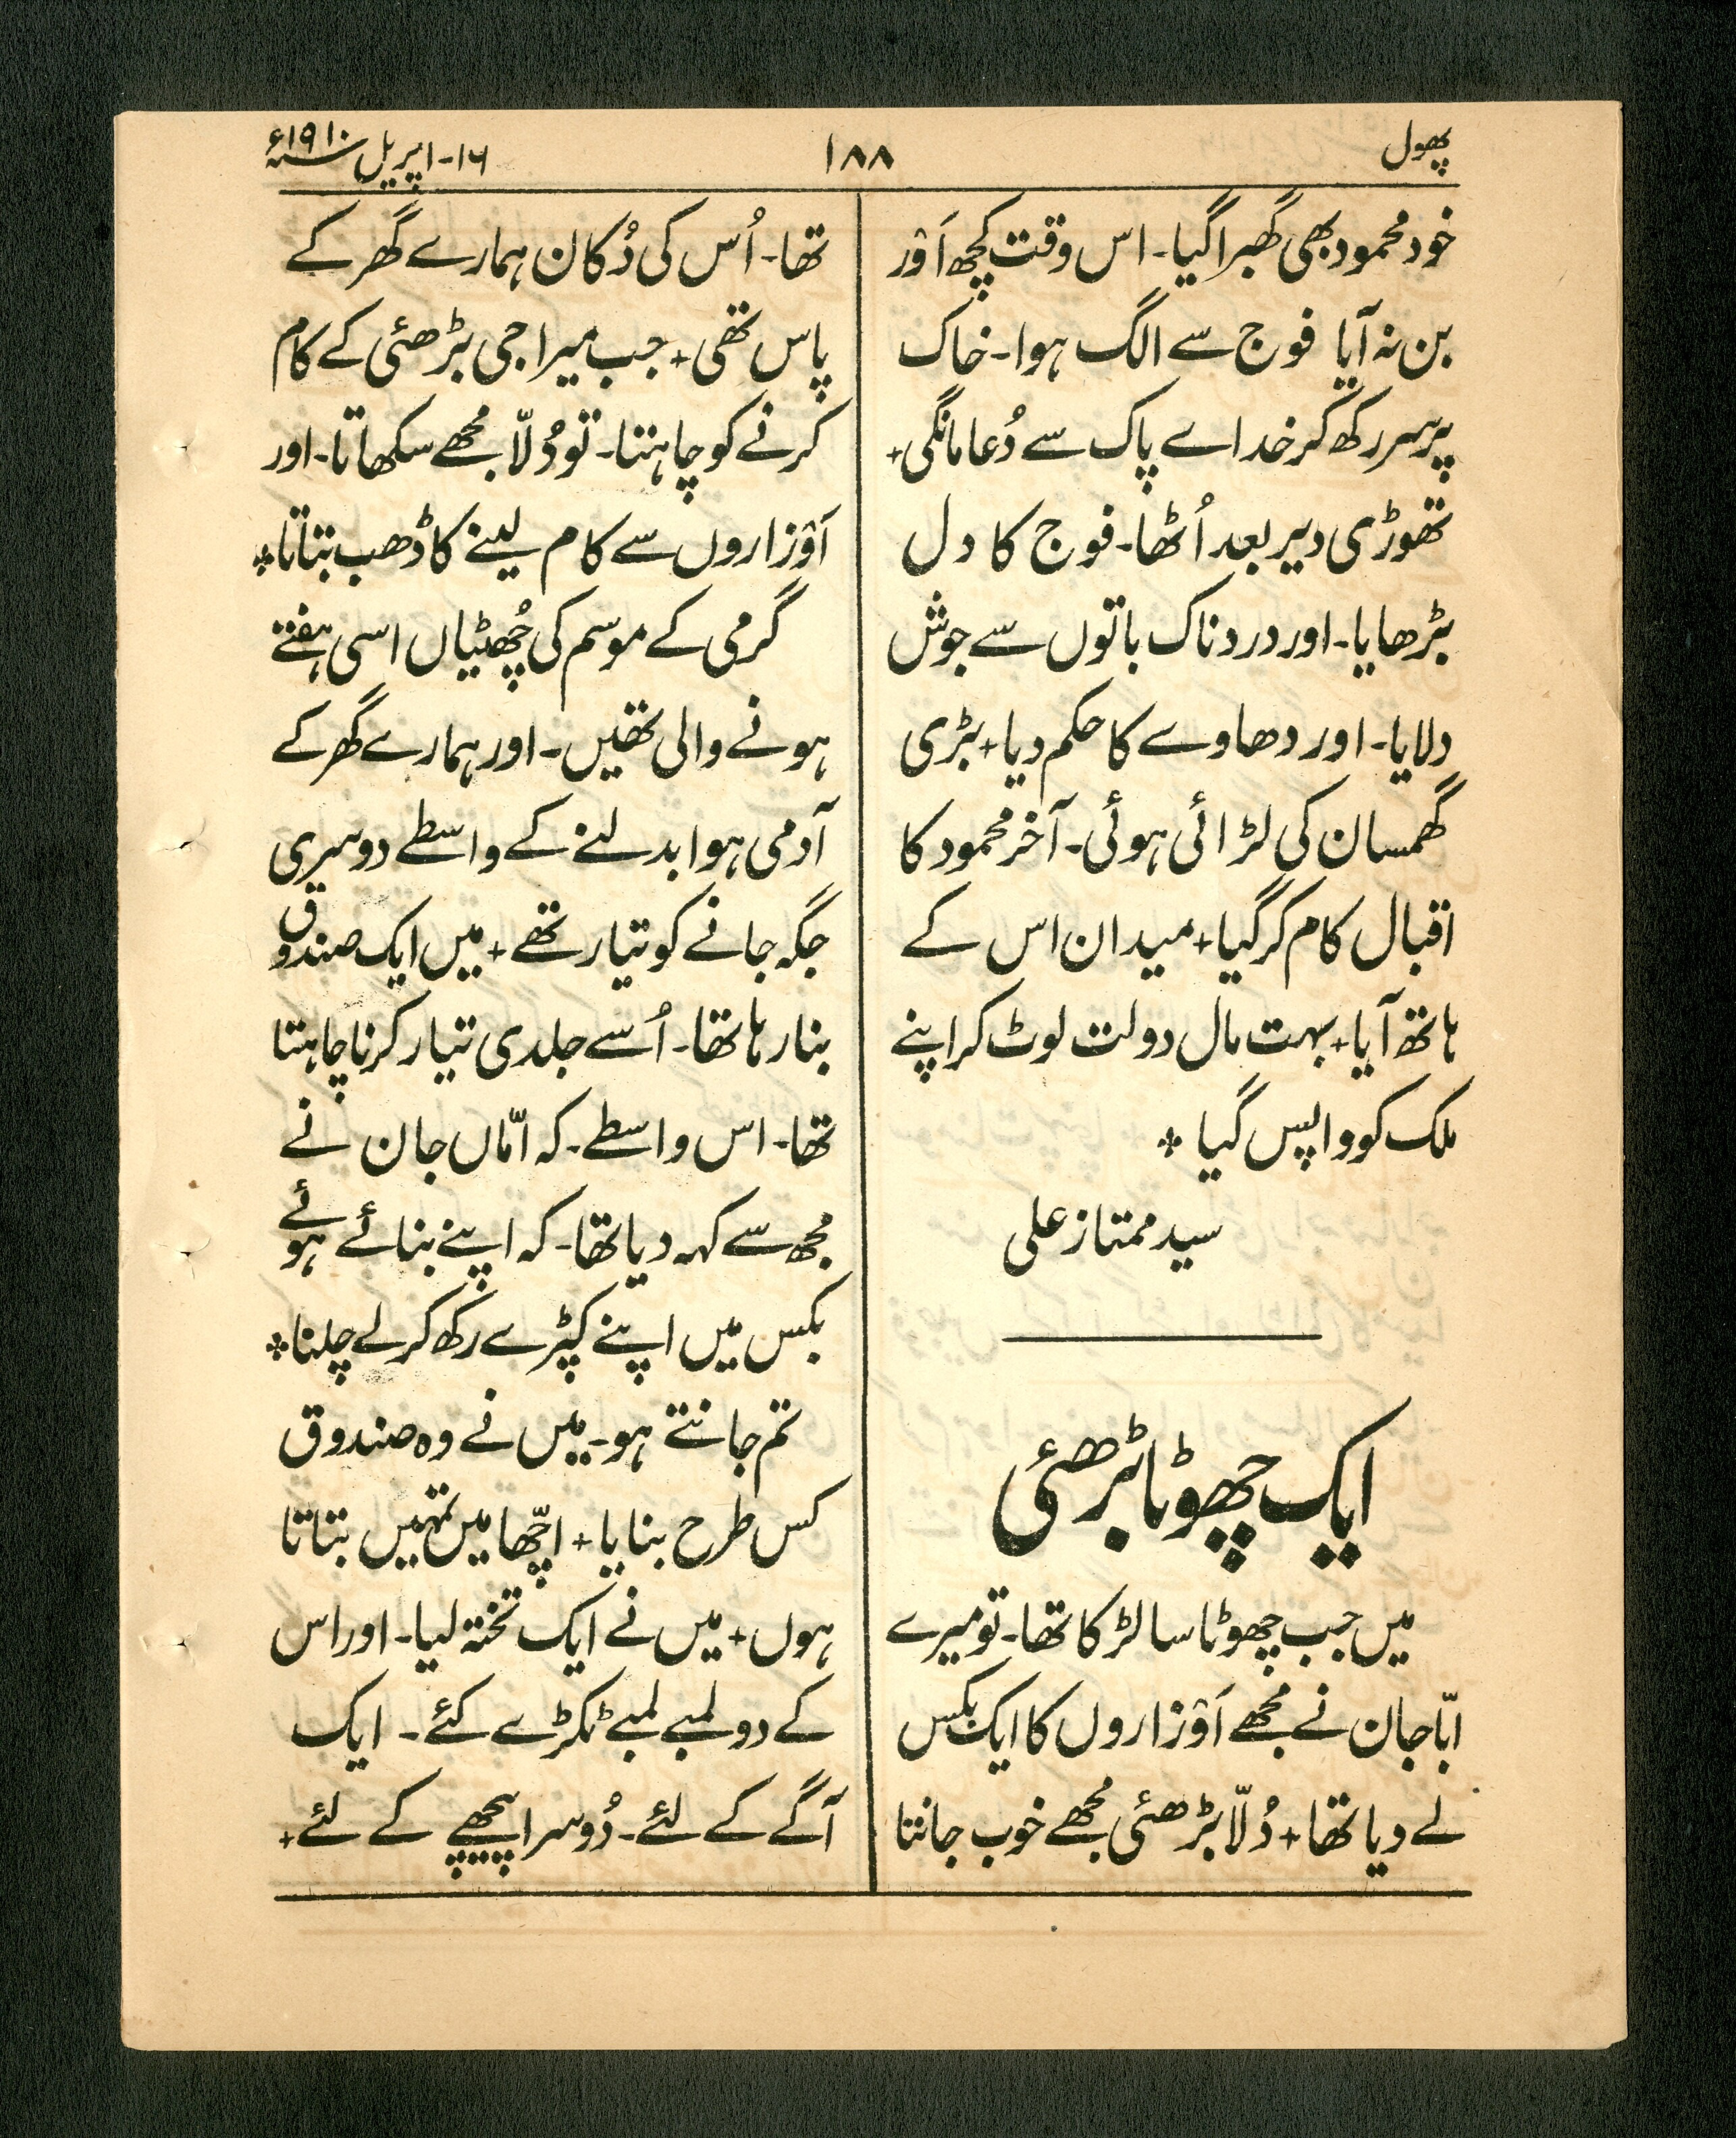 پھول
۱۸۸
۱۶-اپریل سنہ۱۹۱۰ء
خود محمود بھی گھبرا گیا۔ اس وقت کچھ اَوْر
بن نہ آیا فوج سے الگ ہوا۔ خاک
پر سر رکھ کر خداے پاک سے دُعا مانگی+
تھوڑی دیر بعد اُٹھا۔ فوج کا دل
بڑھایا۔ اور دردناک باتوں سے جوش
دلایا۔ اور دھاوے کا حکم دیا+ بڑی
گھمسان کی لڑائی ہوئی۔ آخر محمود کا
اقبال کام کر گیا+ میدان اس کے
ہاتھ آیا+ بہت مال دولت لوٹ کر اپنے
ملک کو واپس گیا ٭
سید ممتاز علی
ایک چھوٹا بڑھئی
میں جب چھوٹا سا لڑکا تھا۔ تو میرے
ابّا جان نے مجھے اَوْزاروں کا ایک بکس
لے دیا تھا+ دُلّا بڑھئی مجھے خوب جانتا
تھا۔ اُس کی دُکان ہمارے گھر کے
پاس تھی+ جب میرا جی بڑھئی کے کام
کرنے کو چاہتا۔ تو دُلّا مجھے سکھاتا۔ اور
اَوْزاروں سے کام لینے کا ڈھب بتاتا٭
گرمی کے موسم کی چُھٹیاں اسی ہفتے
ہونے والی تھیں۔ اور ہمارے گھر کے
آدمی ہوا بدلنے کے واسطے دوسری
جگہ جانے کو تیار تھے+ میں ایک صندوق
بنا رہا تھا۔ اُسے جلدی تیار کرنا چاہتا
تھا۔ اس واسطے۔ کہ امّاں جان نے
مجھ سے کہہ دیا تھا۔ کہ اپنے بنائے ہوئے
بکس میں اپنے کپڑے رکھ کر لے چلنا٭
تم جانتے ہو۔ میں نے وہ صندوق
کس طرح بنایا+ اچّھا میں تمہیں بتاتا
ہوں+ میں نے ایک تختہ لیا۔ اور اس
کے دو لمبے لمبے ٹکڑے کئے۔ ایک
آگے کے لئے۔ دُوسرا پیچھے کے لئے+